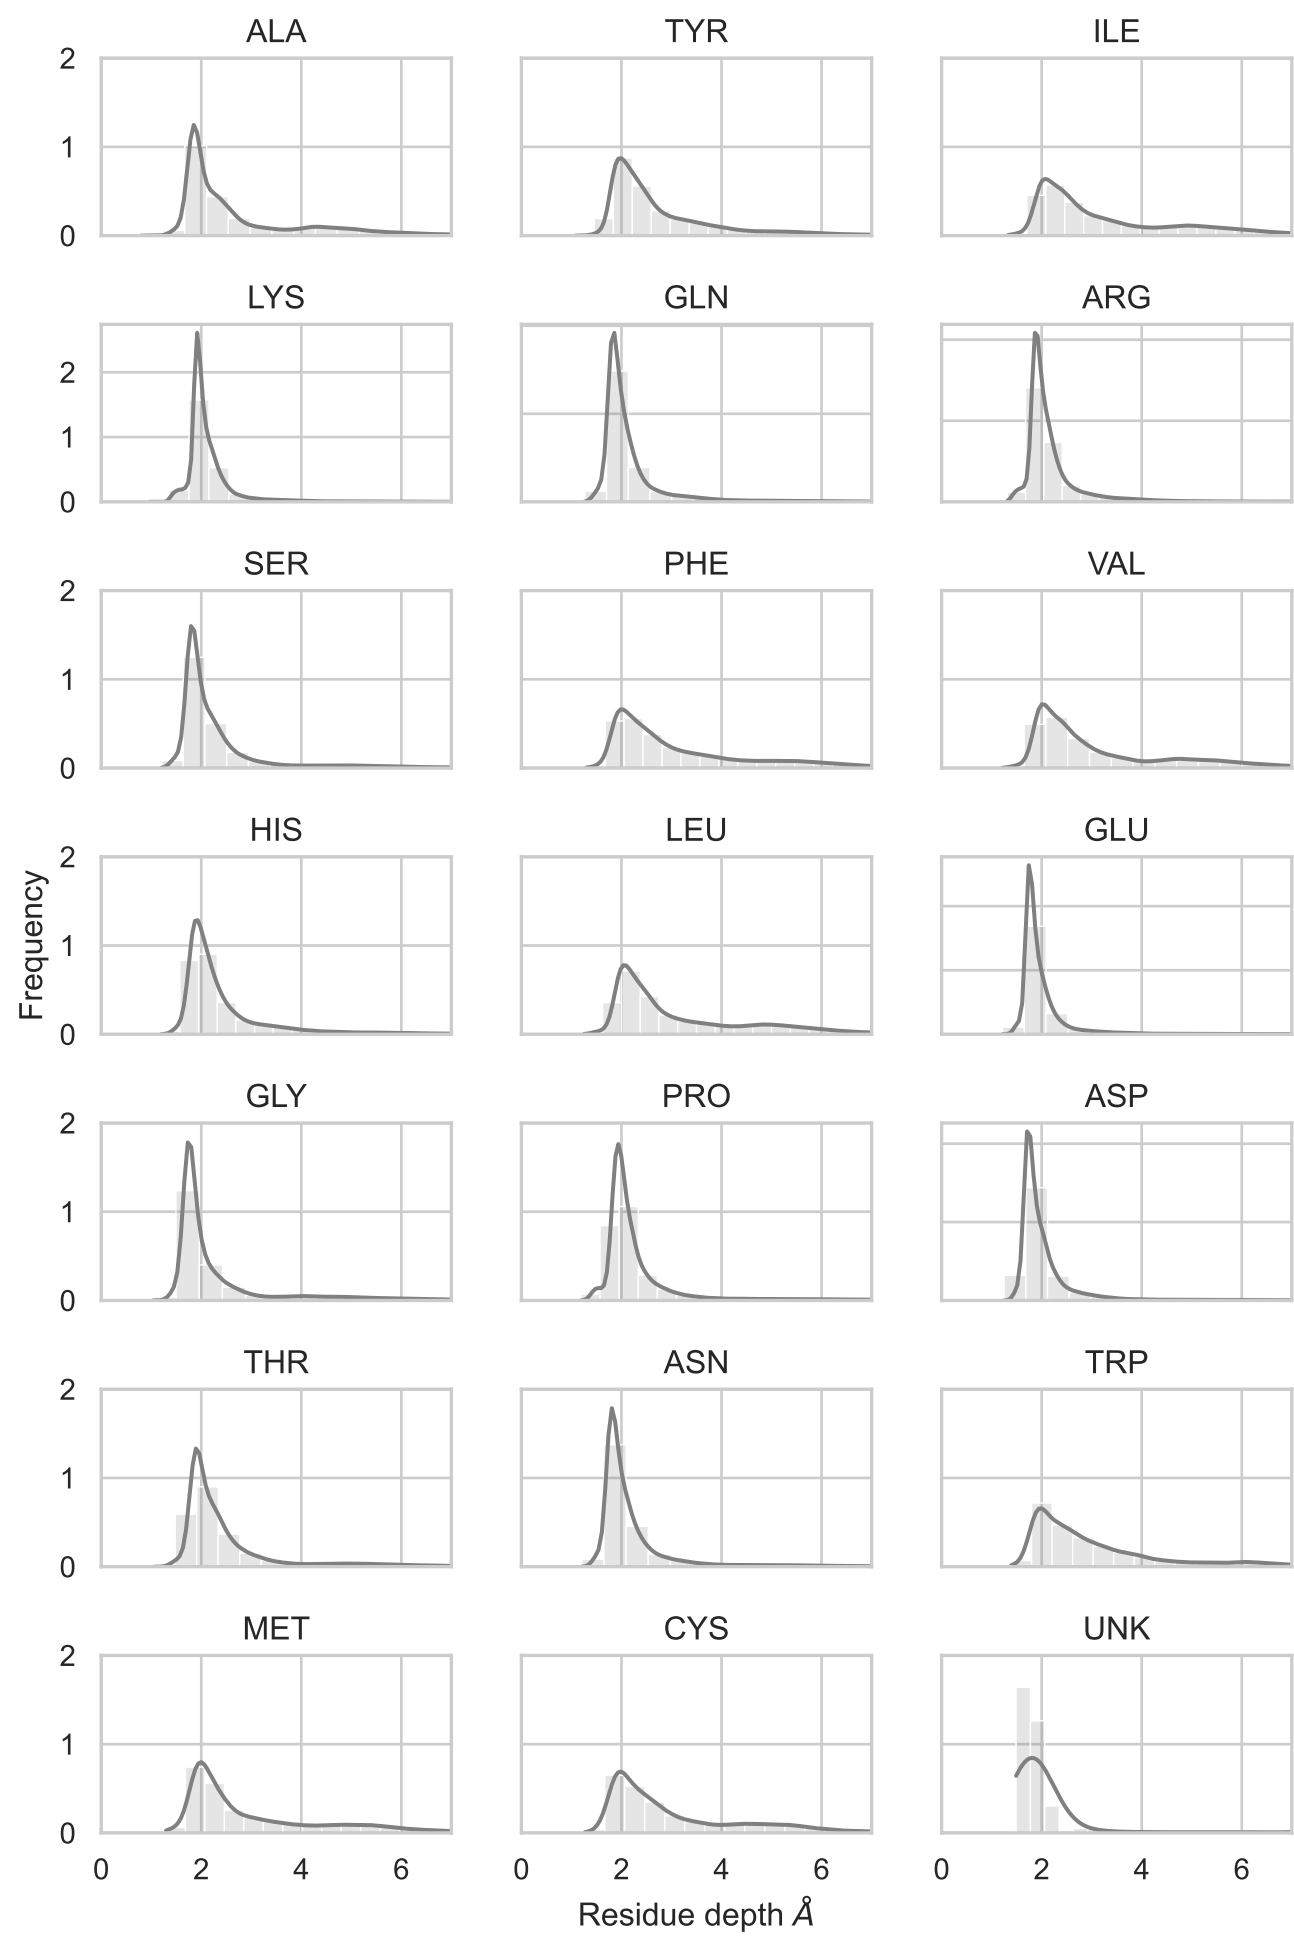 ALA TYR ILE
2
1
0
LYS GLN ARG
2
1
0
SER PHE VAL
2
1
0
HIS LEU GLU
2
1
0
Frequency
GLY PRO ASP
2
1
0
THR ASN TRP
2
1
0
MET CYS UNK
2
1
0
0 2 4 6 0 2 4 6 0 2 4 6
Residue depth Å